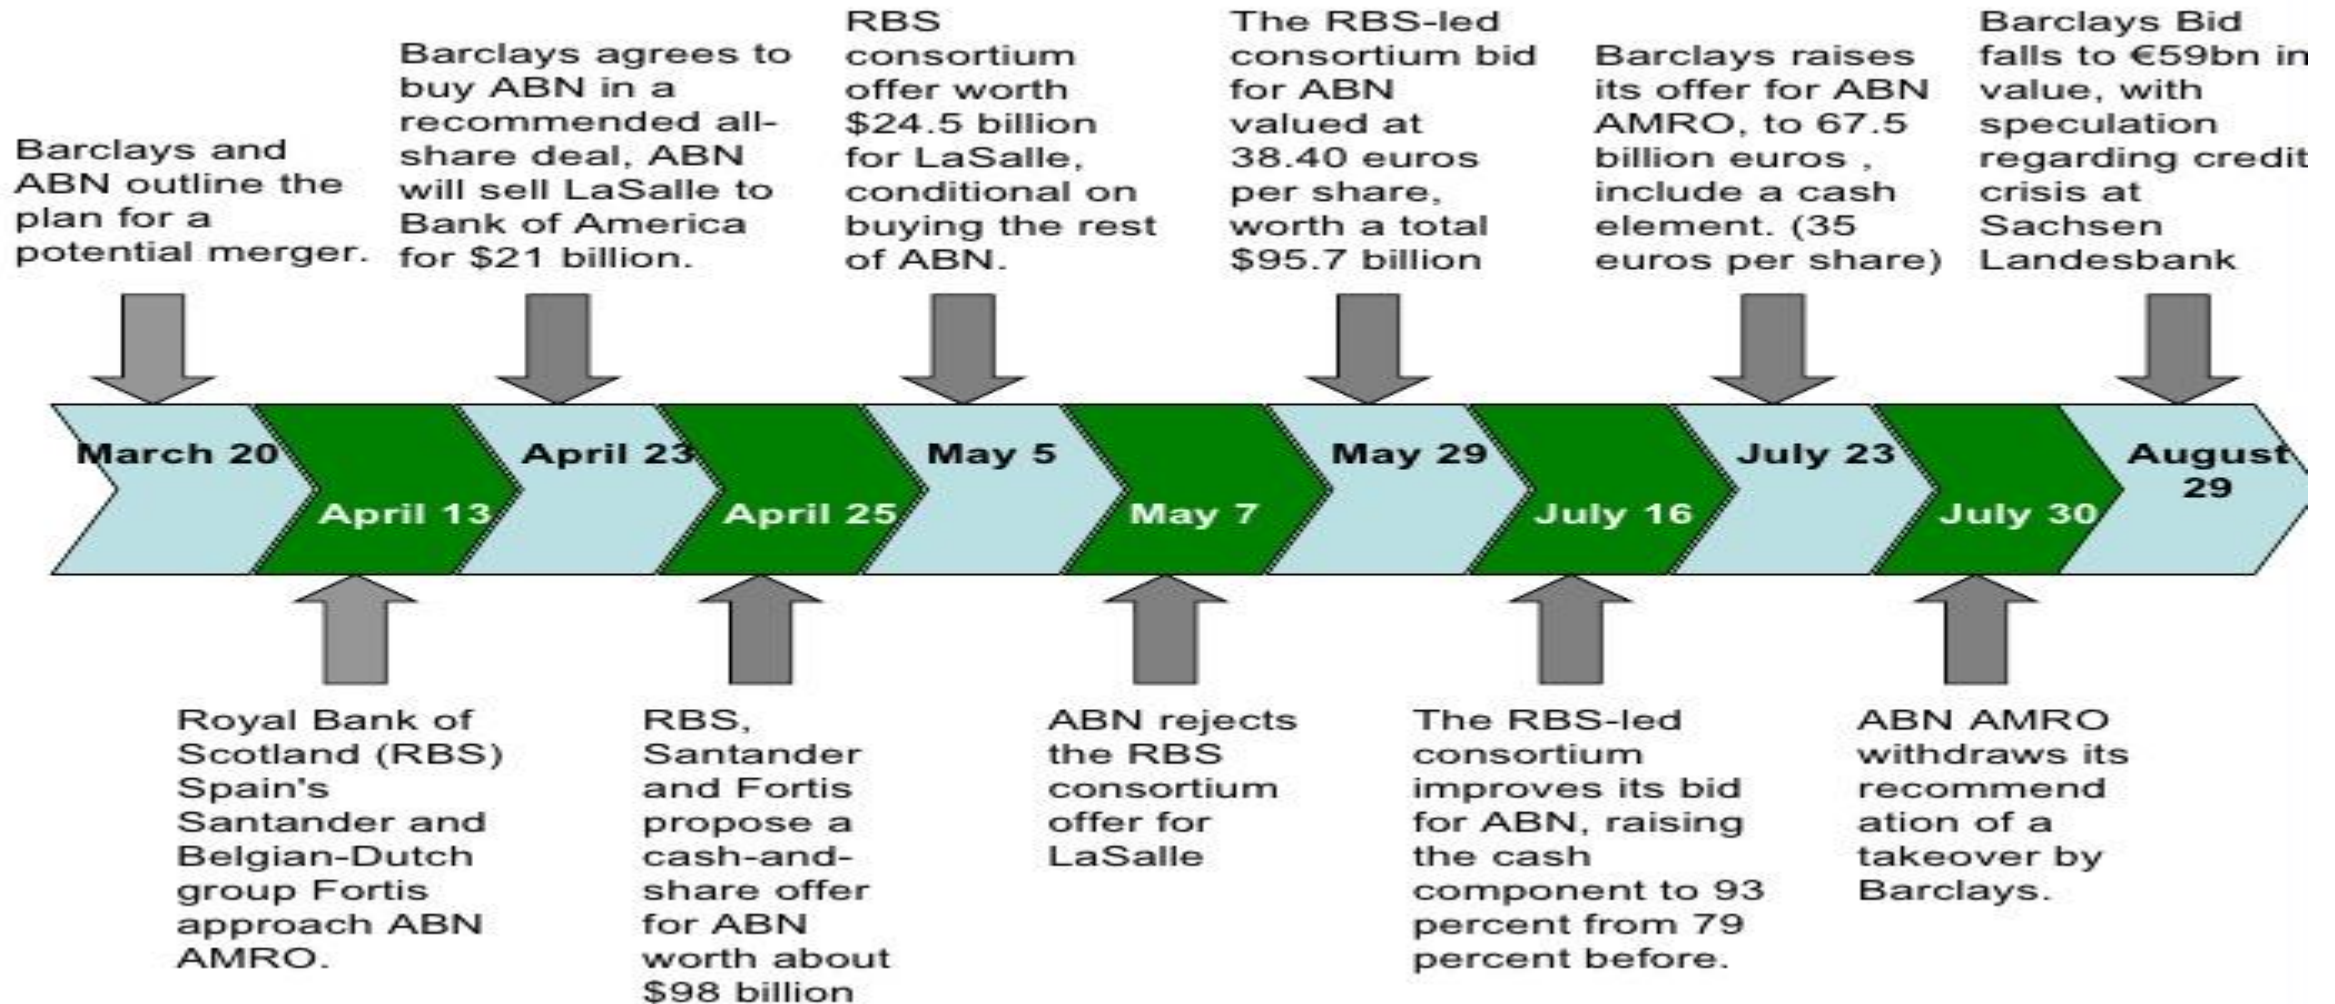 Barclays and
ABN outline the
plan for a
potential merger.
Barclays agrees to
buy ABN in a
recommended all-
share deal, ABN
will sell LaSalle to
Bank of America
for $21 billion.
RBS
consortium
offer worth
$24.5 billion
for LaSalle,
conditional on
buying the rest
of ABN.
The RBS-led
consortium bid
for ABN
valued at
38.40 euros
per share,
worth a total
$95.7 billion
Barclays raises
its offer for ABN
AMRO, to 67.5
billion euros ,
include a cash
element. (35
euros per share)
Barclays Bid
falls to €59bn in
value, with
speculation
regarding credit
crisis at
Sachsen
Landesbank
March 20
April 13
April 23
April 25
May 5
May 7
May 29
July 16
July 23
July 30
August
29
Royal Bank of
Scotland (RBS)
Spain's
Santander and
Belgian-Dutch
group Fortis
approach ABN
AMRO.
RBS,
Santander
and Fortis
propose a
cash-and-
share offer
for ABN
worth about
$98 billion
ABN rejects
the RBS
consortium
offer for
LaSalle
The RBS-led
consortium
improves its bid
for ABN, raising
the cash
component to 93
percent from 79
percent before.
ABN AMRO
withdraws its
recommend
ation of a
takeover by
Barclays.